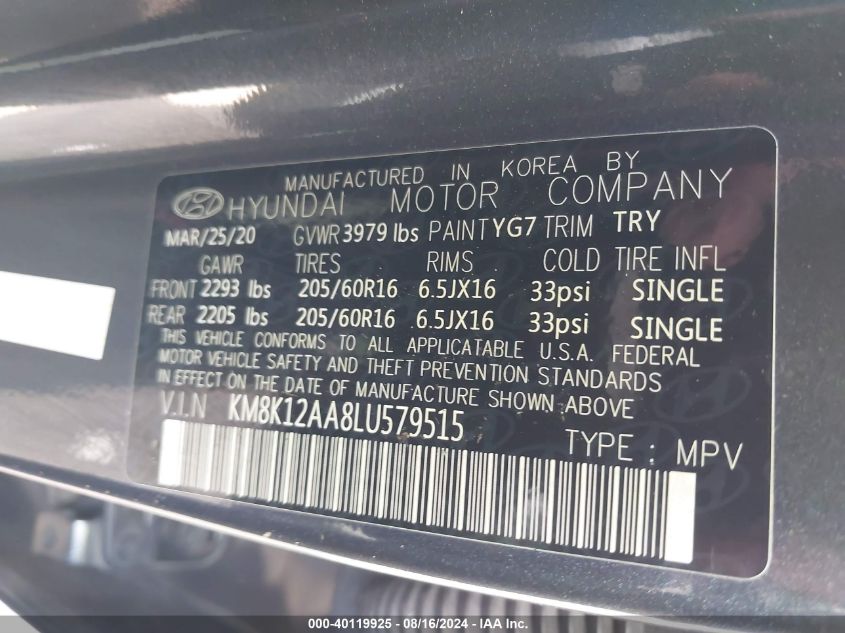 MANUFACTURED IN KOREA BY
HYUNDAI MOTOR COMPANY
MAR/25/20 GVWR 3979 lbs PAINT YG7 TRIM TRY
GAWR TIRES RIMS COLD TIRE INFL
FRONT 2293 lbs 205/60R16 6.5JX16 33psi SINGLE
REAR 2205 lbs 205/60R16 6.5JX16 33psi SINGLE
THIS VEHICLE CONFORMS TO ALL APPLICATABLE U.S.A. FEDERAL
MOTOR VEHICLE SAFETY AND THEFT PREVENTION STANDARDS
IN EFFECT ON THE DATE OF MANUFACTURE SHOWN ABOVE
V.I.N KM8K12AA8LU579515
TYPE : MPV
000-40119925 - 08/16/2024 - WWW.IAAI.COM